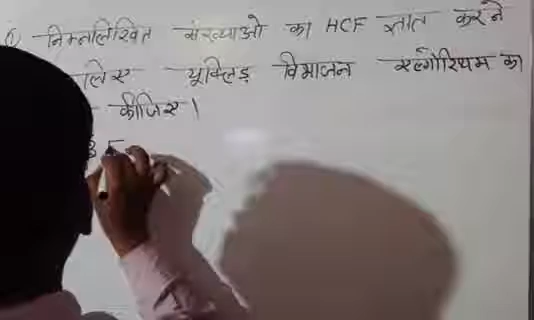 निम्नलिखित संख्याओ का HCF ज्ञात करने
लिए यूक्लिड़ विभाजन एल्गोरिथम का
कीजिए।